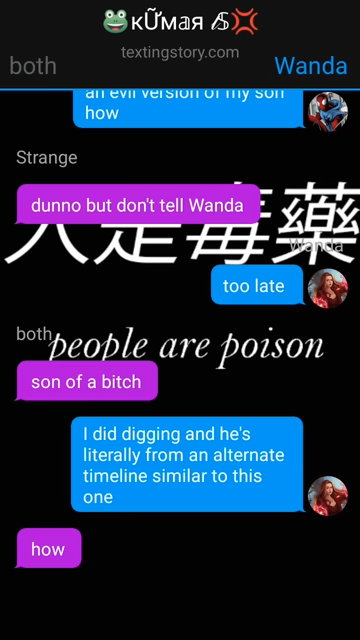 🐸кỮмaя 💢
textingstory.com
both
Wanda
an evil version of my son
how
Strange
dunno but don't tell Wanda
人是毒藥
Wanda
too late
both
people are poison
son of a bitch
I did digging and he's
literally from an alternate
timeline similar to this
one
how